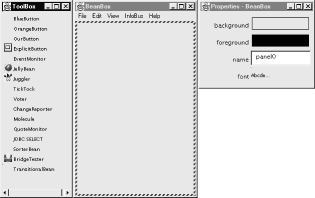 ToolBox
BlueButton
OrangeButton
OurButton
ExplicitButton
EventMonitor
JellyBean
Juggler
TickTock
Voter
ChangeReporter
Molecule
QuoteMonitor
JDBC SELECT
SorterBean
BridgeTester
TransitionalBean
BeanBox
File Edit View InfoBus Help
Properties - BeanBox
background
foreground
name panel0
font Abcde...